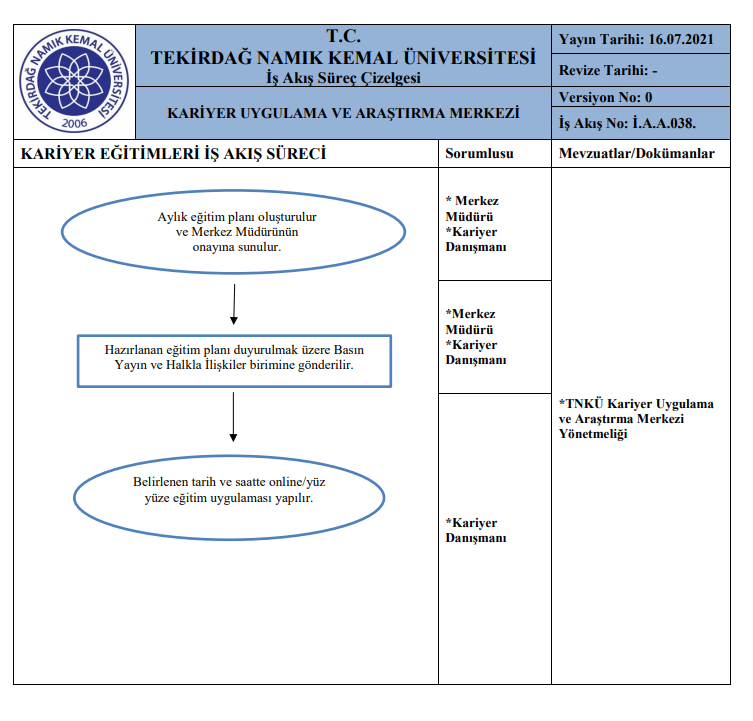 TEKİRDAĞ NAMIK KEMAL ÜNİVERSİTESİ
2006
T.C.
TEKİRDAĞ NAMIK KEMAL ÜNİVERSİTESİ
İş Akış Süreç Çizelgesi
KARİYER UYGULAMA VE ARAŞTIRMA MERKEZİ
Yayın Tarihi: 16.07.2021
Revize Tarihi: -
Versiyon No: 0
İş Akış No: İ.A.A.038.
KARİYER EĞİTİMLERİ İŞ AKIŞ SÜRECİ
Sorumlusu
Mevzuatlar/Dokümanlar
Aylık eğitim planı oluşturulur
ve Merkez Müdürünün
onayına sunulur.
* Merkez
Müdürü
*Kariyer
Danışmanı
Hazırlanan eğitim planı duyurulmak üzere Basın
Yayın ve Halkla İlişkiler birimine gönderilir.
*Merkez
Müdürü
*Kariyer
Danışmanı
*TNKÜ Kariyer Uygulama
ve Araştırma Merkezi
Yönetmeliği
Belirlenen tarih ve saatte online/yüz
yüze eğitim uygulaması yapılır.
*Kariyer
Danışmanı